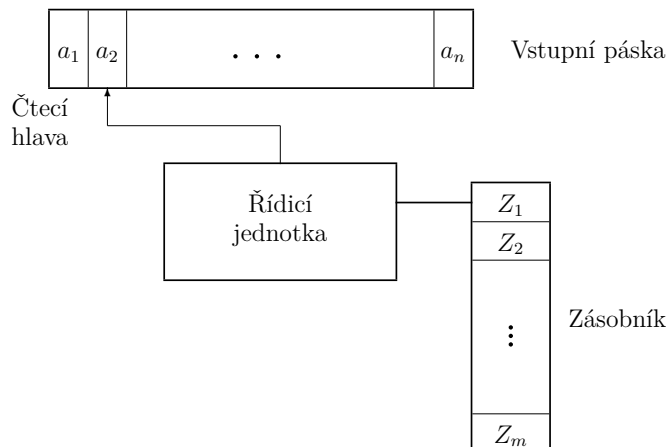 a₁ a₂ . . . aₙ Vstupní páska
Čtecí
hlava
Řídicí
jednotka
Z₁
Z₂
Zásobník
⋮
Zₘ